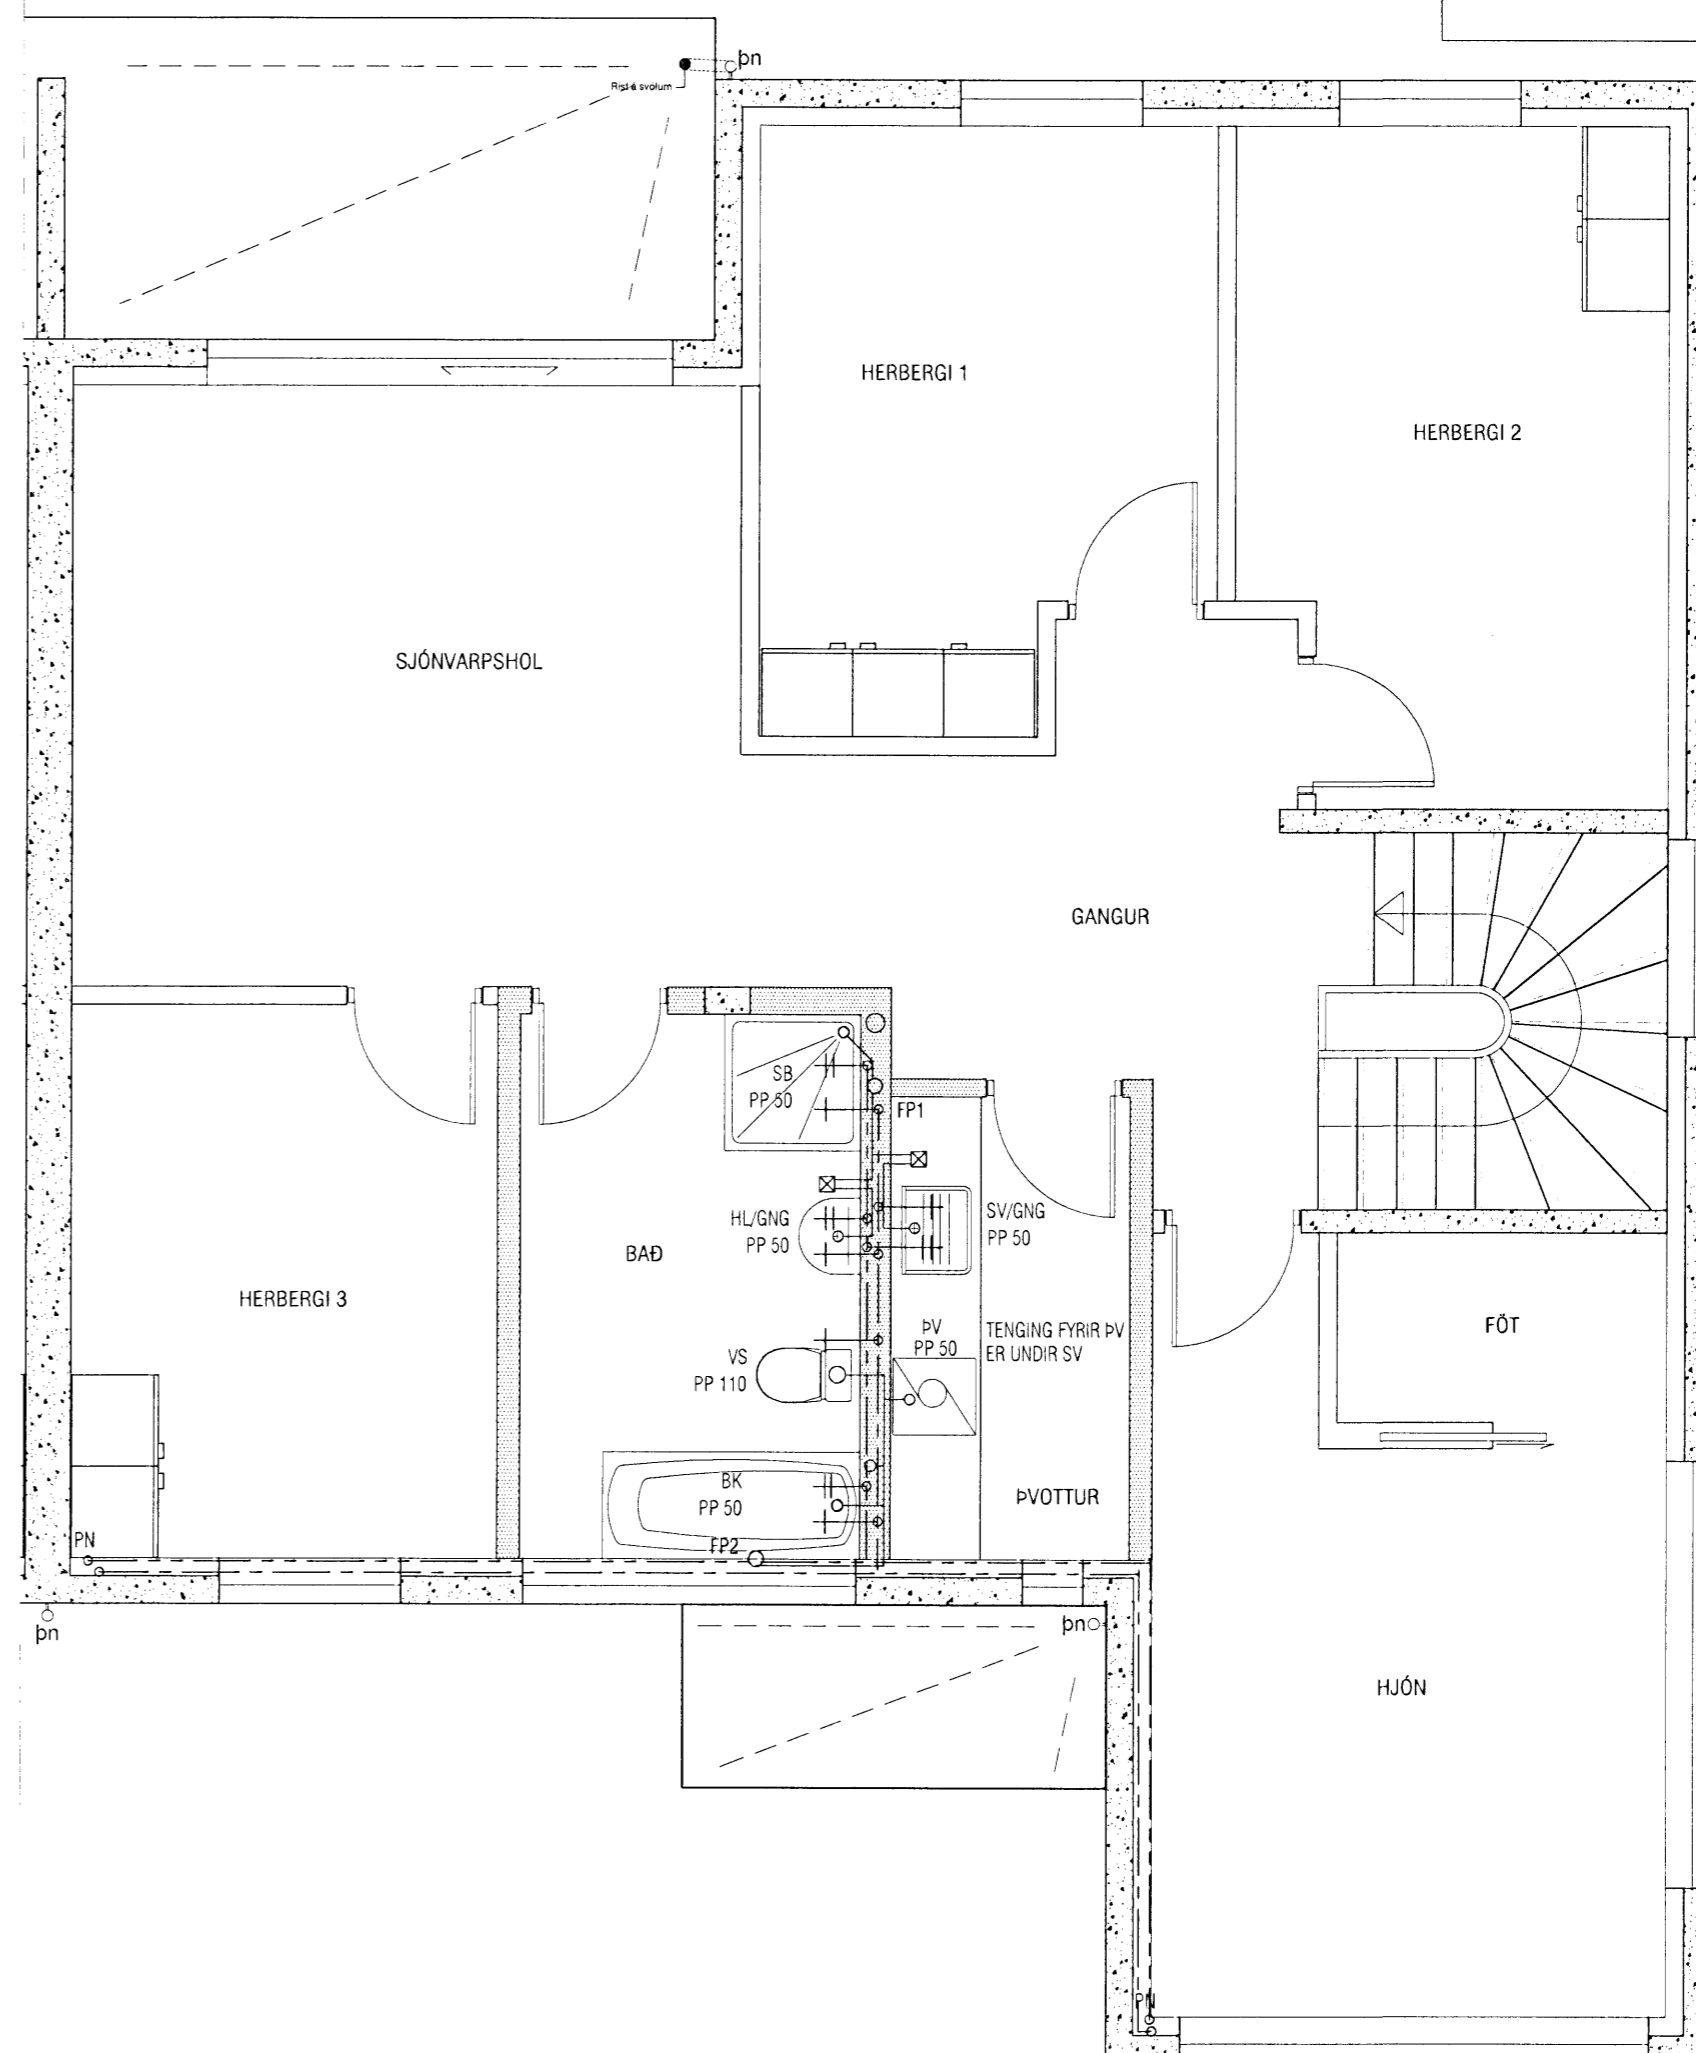 þn
Rist á svölum
HERBERGI 1
HERBERGI 2
SJÓNVARPSHOL
GANGUR
SB
PP 50
FP1
HL/GNG
PP 50
SV/GNG
PP 50
BAÐ
HERBERGI 3
ÞV
PP 50
TENGING FYRIR ÞV
ER UNDIR SV
FÖT
VS
PP 110
BK
PP 50
ÞVOTTUR
PN
FP2
þn
þn
HJÓN
PN